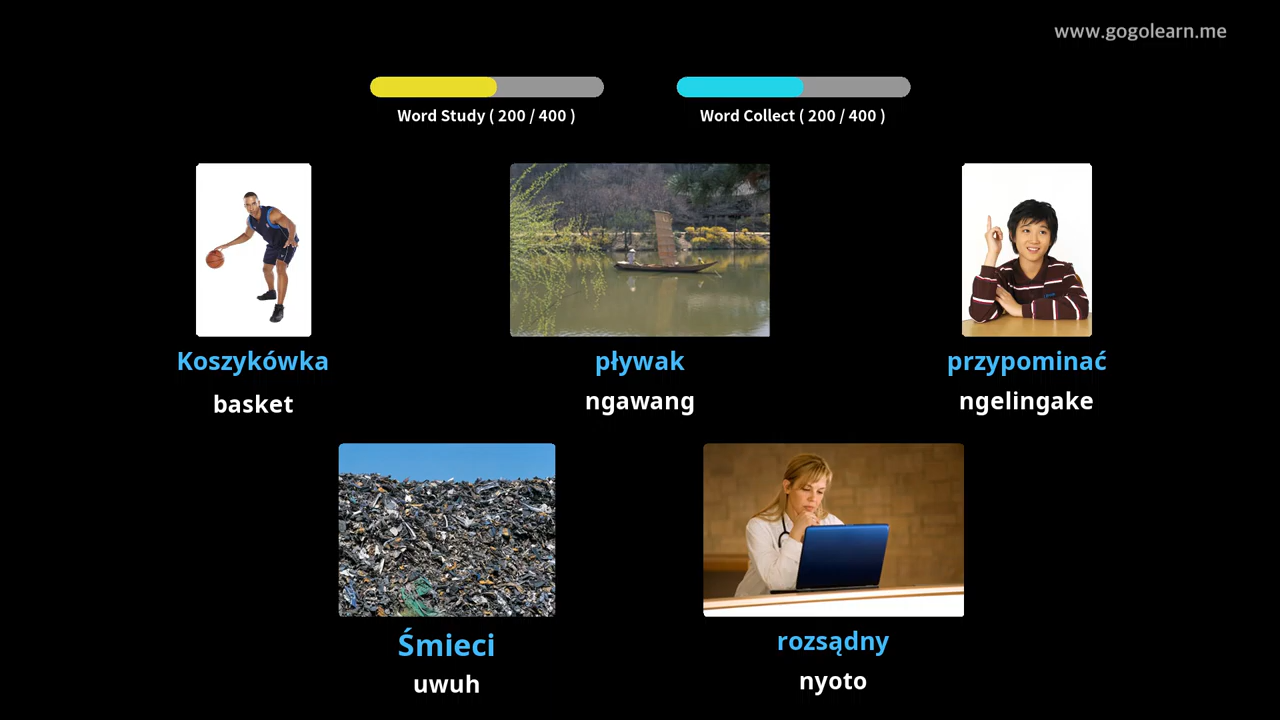 www.gogolearn.me
Word Study ( 200 / 400 )
Word Collect ( 200 / 400 )
Koszykówka
basket
pływak
ngawang
przypominać
ngelingake
Śmieci
uwuh
rozsądny
nyoto